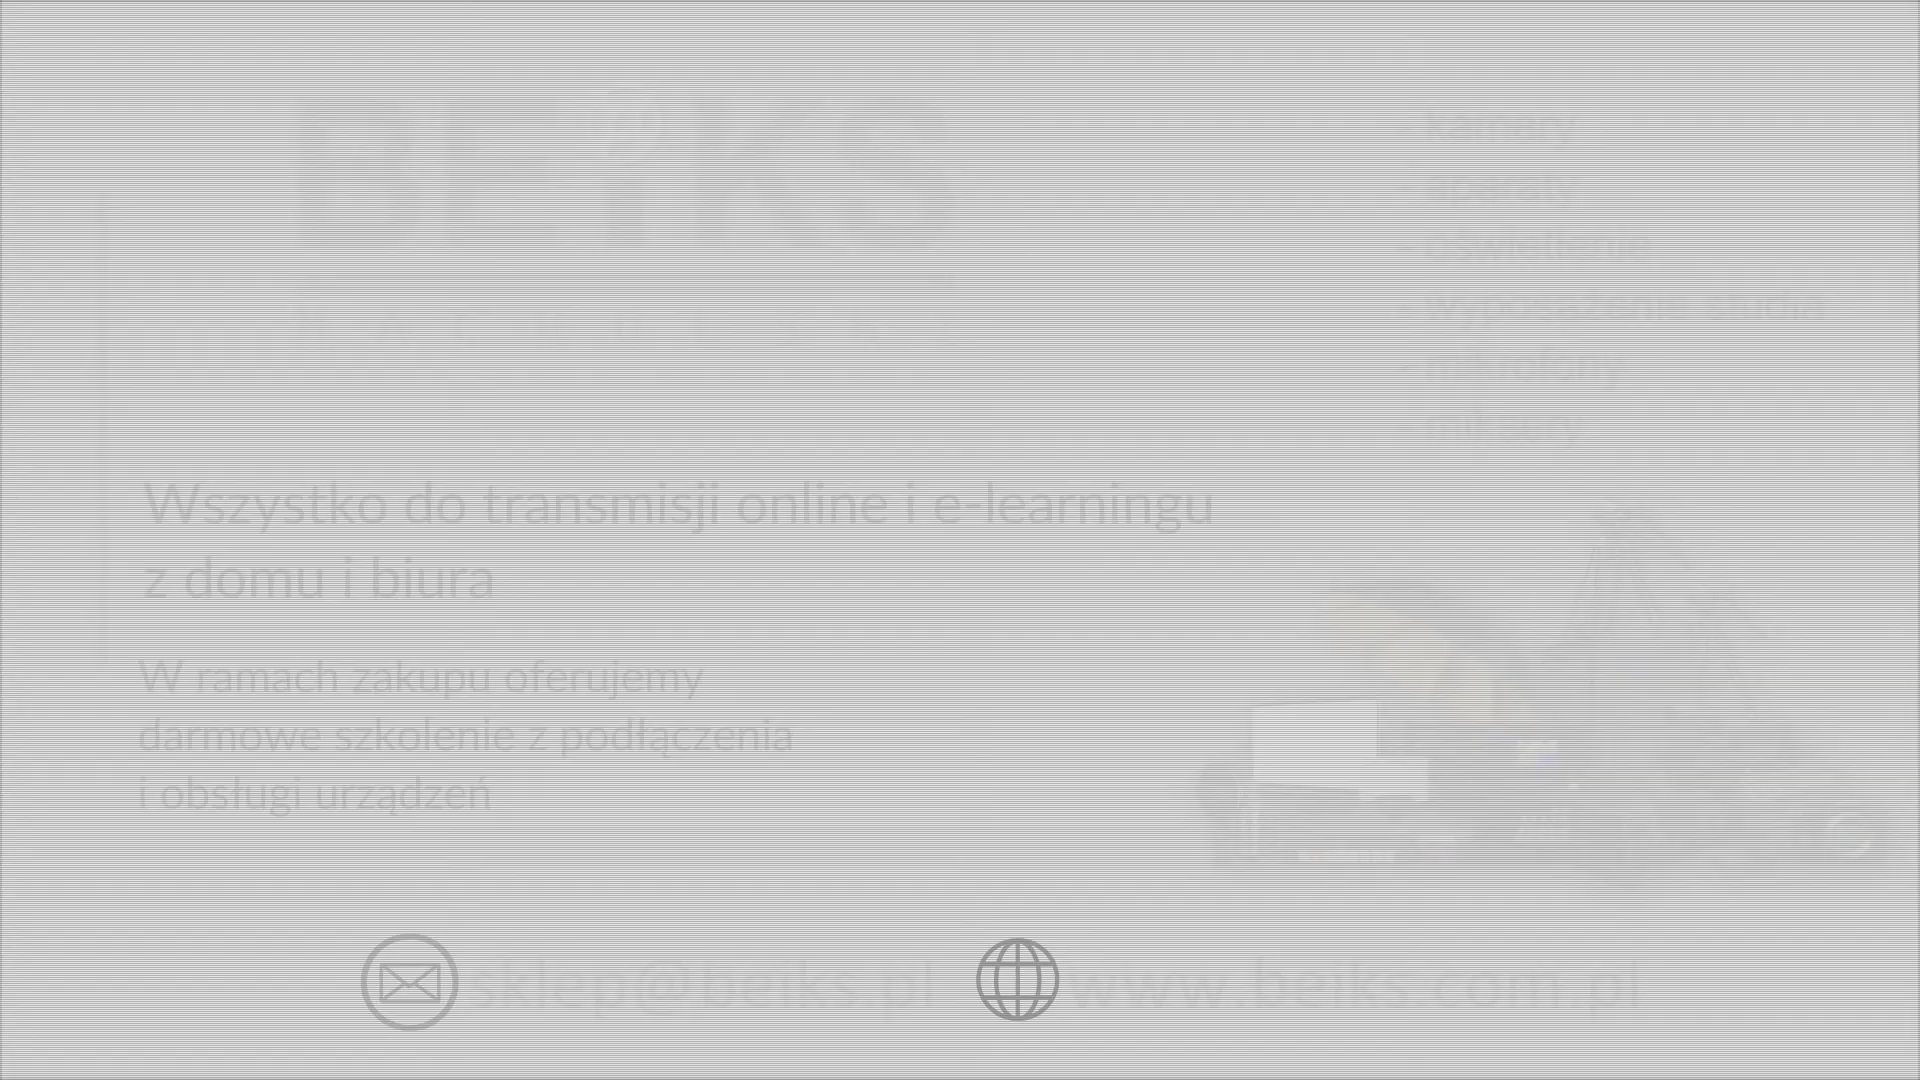 BEiKS
- kamery
- aparaty
- oświetlenie
- wyposażenie studia
- mikrofony
- miksery
Wszystko do transmisji online i e-learningu
z domu i biura
W ramach zakupu oferujemy
darmowe szkolenie z podłączenia
i obsługi urządzeń
sklep@beiks.pl
www.beiks.com.pl